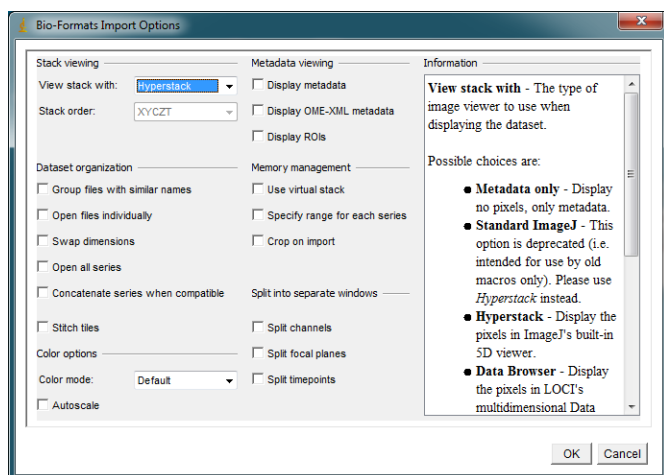 Bio-Formats Import Options
Stack viewing
View stack with: Hyperstack
Stack order: XYCZT
Metadata viewing
Display metadata
Display OME-XML metadata
Display ROIs
Dataset organization
Group files with similar names
Open files individually
Swap dimensions
Open all series
Concatenate series when compatible
Stitch tiles
Memory management
Use virtual stack
Specify range for each series
Crop on import
Split into separate windows
Split channels
Split focal planes
Split timepoints
Color options
Color mode: Default
Autoscale
Information
View stack with - The type of
image viewer to use when
displaying the dataset.
Possible choices are:
Metadata only - Display
no pixels, only metadata.
Standard ImageJ - This
option is deprecated (i.e.
intended for use by old
macros only). Please use
Hyperstack instead.
Hyperstack - Display the
pixels in ImageJ's built-in
5D viewer.
Data Browser - Display
the pixels in LOCI's
multidimensional Data
OK Cancel